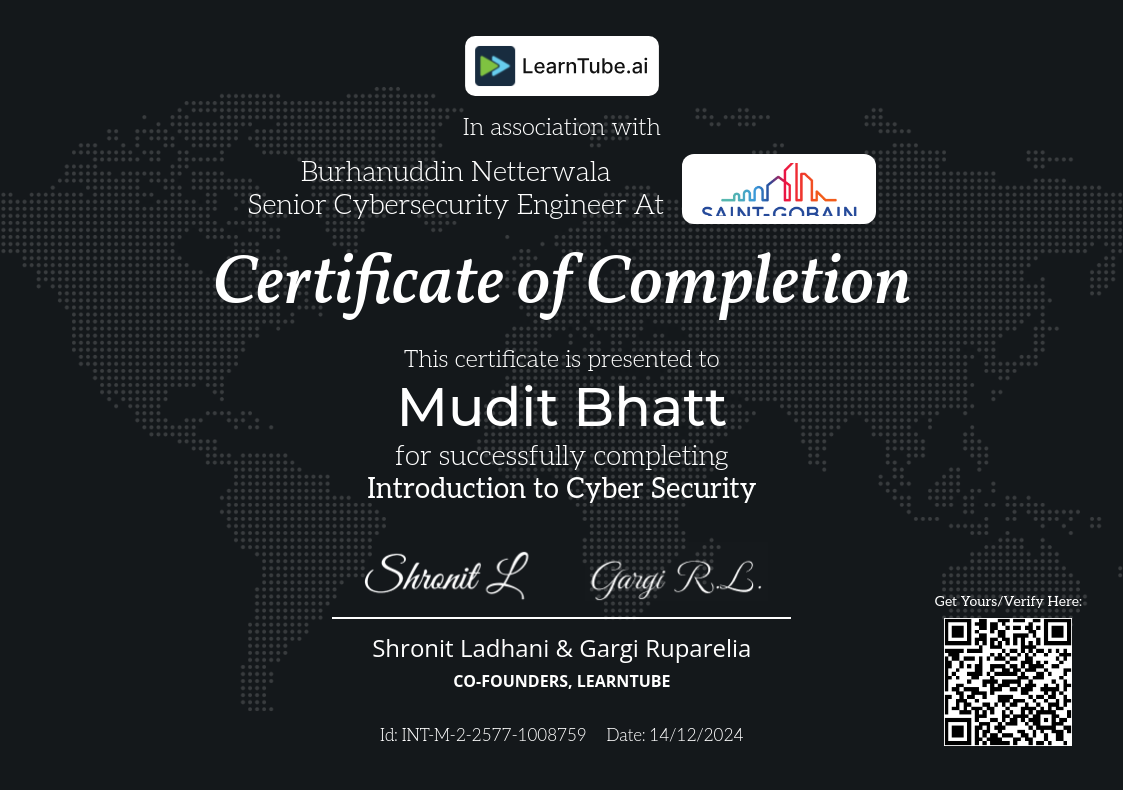 LearnTube.ai
In association with
Burhanuddin Netterwala
Senior Cybersecurity Engineer At
SAINT-GOBAIN
Certificate of Completion
This certificate is presented to
Mudit Bhatt
for successfully completing
Introduction to Cyber Security
Shronit L Gargi R.L.
Shronit Ladhani & Gargi Ruparelia
CO-FOUNDERS, LEARNTUBE
Id: INT-M-2-2577-1008759 Date: 14/12/2024
Get Yours/Verify Here: